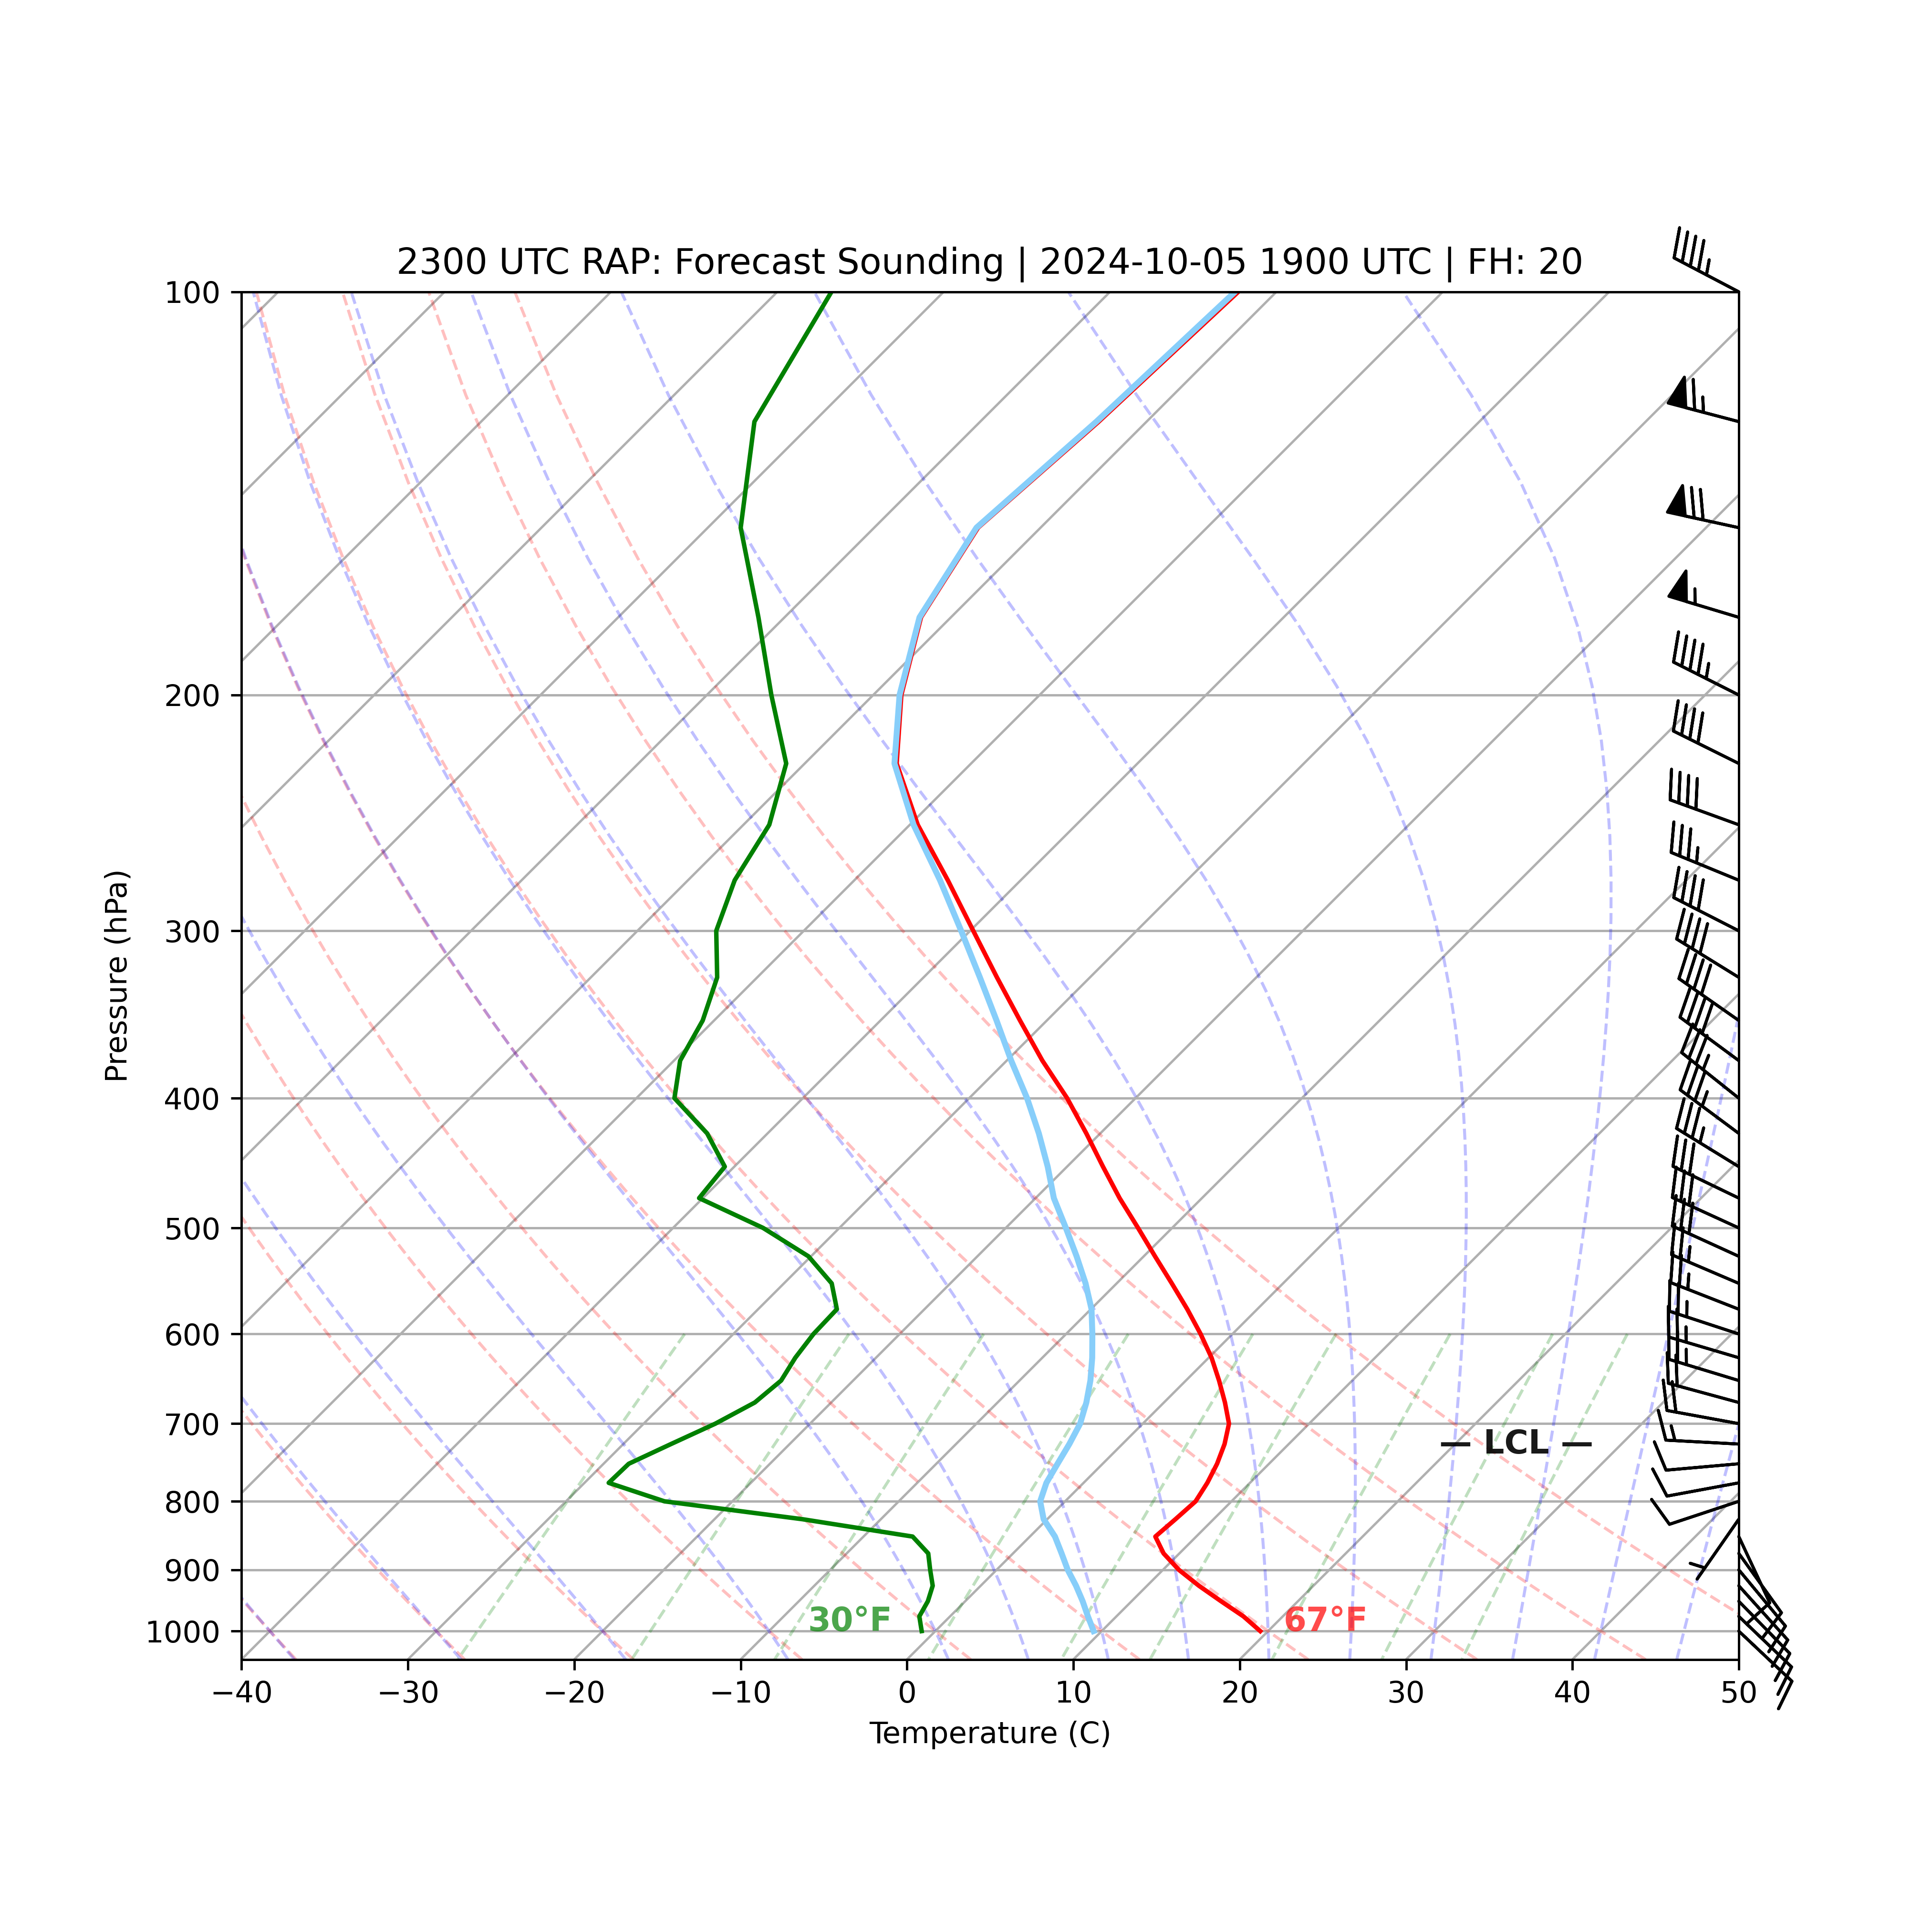 2300 UTC RAP: Forecast Sounding | 2024-10-05 1900 UTC | FH: 20
100
200
300
400
500
600
700
800
900
1000
Pressure (hPa)
— LCL —
30°F
67°F
−40 −30 −20 −10 0 10 20 30 40 50
Temperature (C)